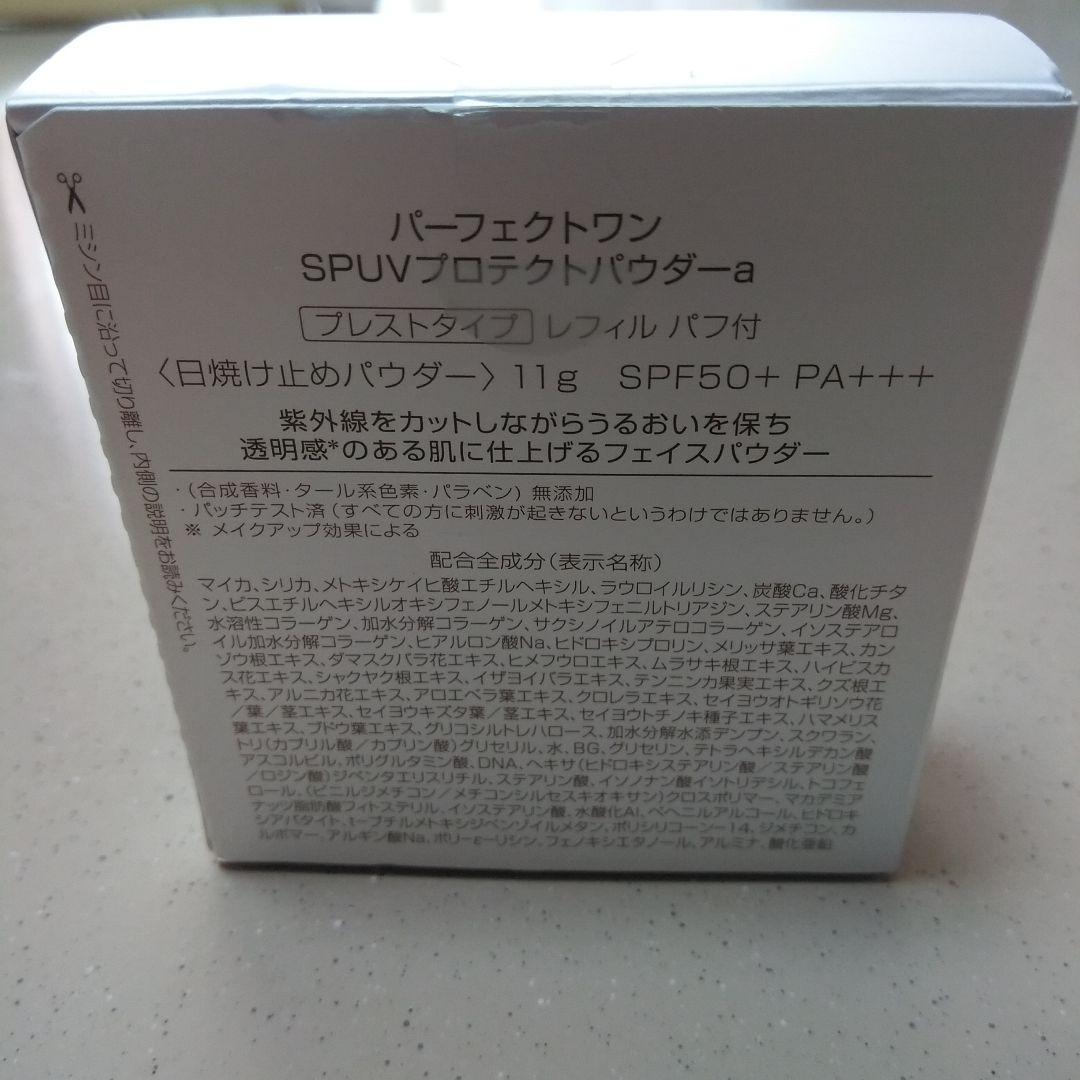 パーフェクトワン
SPUVプロテクトパウダーa
プレストタイプ レフィル パフ付
〈日焼け止めパウダー〉11g SPF50+ PA+++
紫外線をカットしながらうるおいを保ち
透明感*のある肌に仕上げるフェイスパウダー
・(合成香料・タール系色素・パラベン) 無添加
・パッチテスト済(すべての方に刺激が起きないというわけではありません。)
※ メイクアップ効果による
配合全成分(表示名称)
マイカ、シリカ、メトキシケイヒ酸エチルヘキシル、ラウロイルリシン、炭酸Ca、酸化チタ
ン、ビスエチルヘキシルオキシフェノールメトキシフェニルトリアジン、ステアリン酸Mg、
水溶性コラーゲン、加水分解コラーゲン、サクシノイルアテロコラーゲン、イソステアロ
イル加水分解コラーゲン、ヒアルロン酸Na、ヒドロキシプロリン、メリッサ葉エキス、カン
ゾウ根エキス、ダマスクバラ花エキス、ヒメフウロエキス、ムラサキ根エキス、ハイビスカ
ス花エキス、シャクヤク根エキス、イザヨイバラエキス、テンニンカ果実エキス、クズ根エ
キス、アルニカ花エキス、アロエベラ葉エキス、クロレラエキス、セイヨウオトギリソウ花
/葉/茎エキス、セイヨウキズタ葉/茎エキス、セイヨウトチノキ種子エキス、ハマメリス
葉エキス、ブドウ葉エキス、グリコシルトレハロース、加水分解水添デンプン、スクワラン、
トリ(カプリル酸/カプリン酸)グリセリル、水、BG、グリセリン、テトラヘキシルデカン酸
アスコルビル、ポリグルタミン酸、DNA、ヘキサ(ヒドロキシステアリン酸/ステアリン酸
/ロジン酸)ジペンタエリスリチル、ステアリン酸、イソノナン酸イソトリデシル、トコフェ
ロール、(ビニルジメチコン/メチコンシルセスキオキサン)クロスポリマー、マカデミア
ナッツ脂肪酸フィトステリル、イソステアリン酸、水酸化Al、ベヘニルアルコール、ヒドロキ
シアパタイト、t-ブチルメトキシジベンゾイルメタン、ポリシリコーン-14、ジメチコン、カ
ルボマー、アルギン酸Na、ポリ-ε-リシン、フェノキシエタノール、アルミナ、酸化亜鉛
ミシン目に沿って切り離し、内側の説明をお読みください。